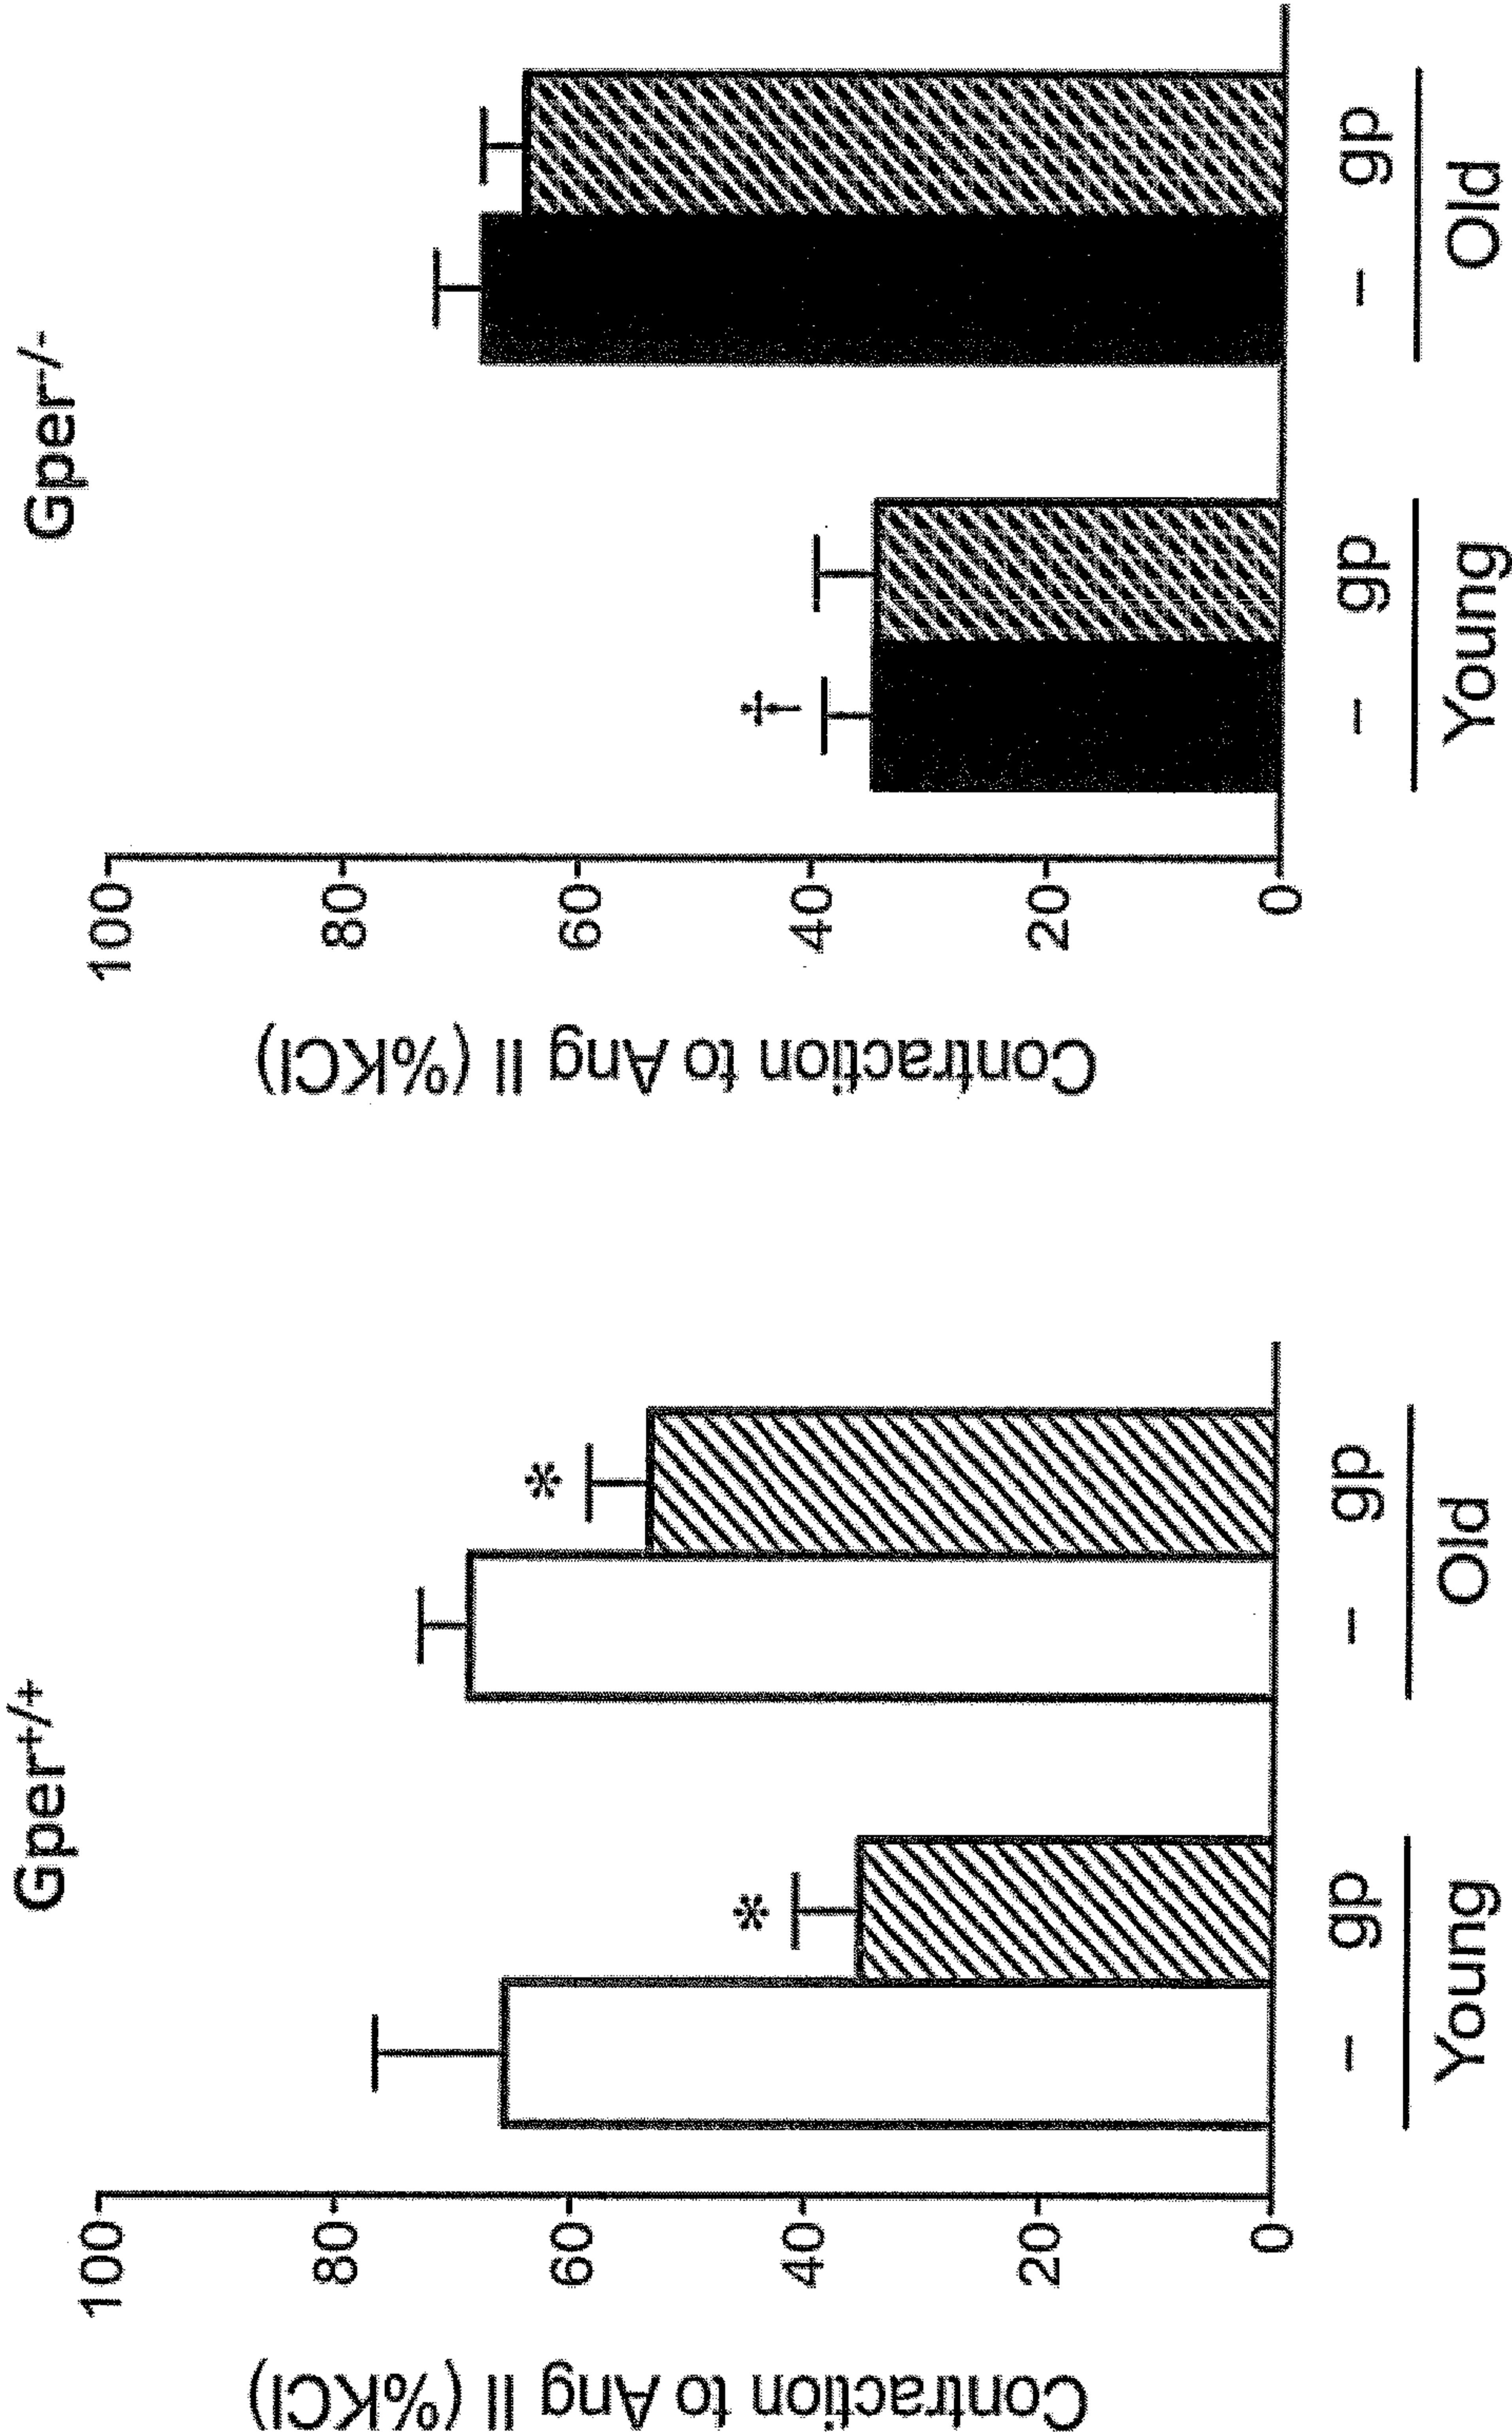 Gper+/+
Contraction to Ang II (%KCl)
100
80
60
40
20
0
*
*
– gp – gp
Young Old
Gper-/-
Contraction to Ang II (%KCl)
100
80
60
40
20
0
†
– gp – gp
Young Old